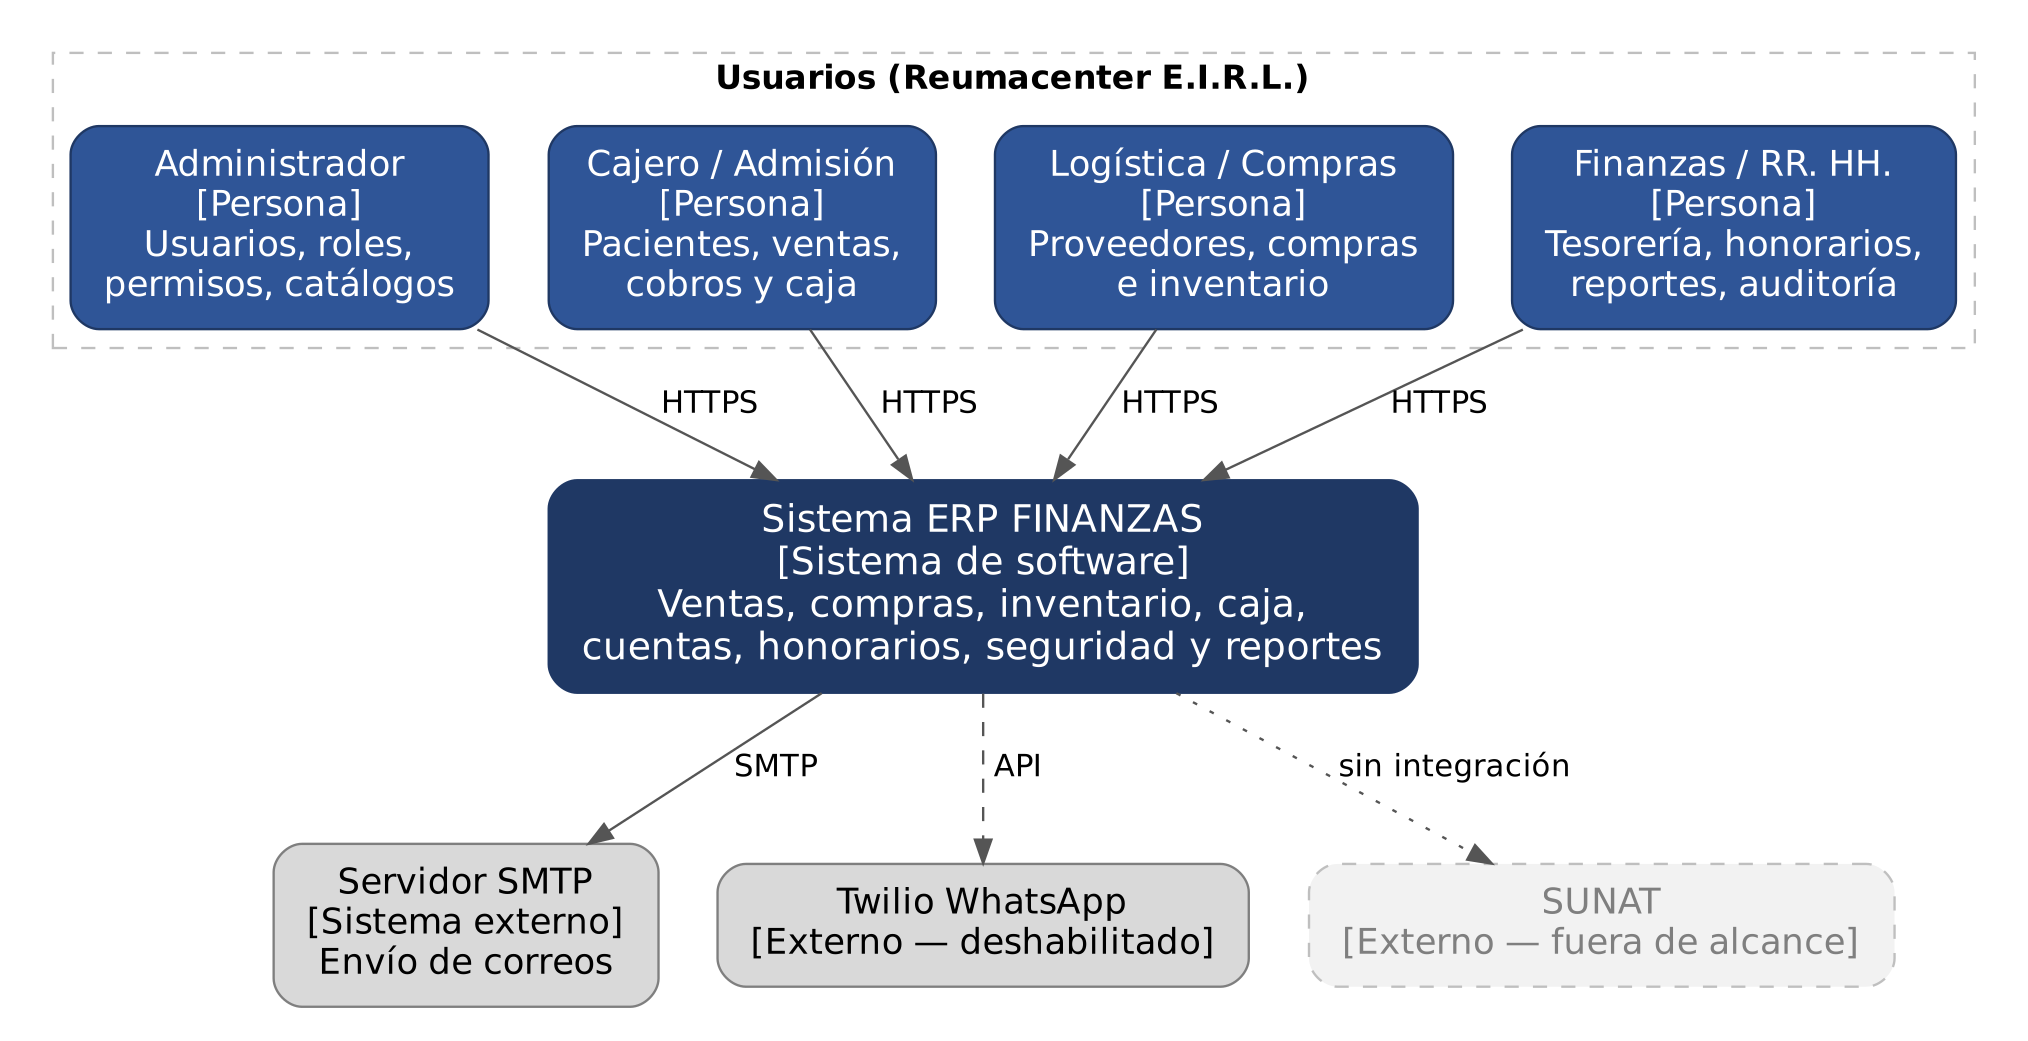 Usuarios (Reumacenter E.I.R.L.)
Administrador
[Persona]
Usuarios, roles,
permisos, catálogos
Cajero / Admisión
[Persona]
Pacientes, ventas,
cobros y caja
Logística / Compras
[Persona]
Proveedores, compras
e inventario
Finanzas / RR. HH.
[Persona]
Tesorería, honorarios,
reportes, auditoría
HTTPS
HTTPS
HTTPS
HTTPS
Sistema ERP FINANZAS
[Sistema de software]
Ventas, compras, inventario, caja,
cuentas, honorarios, seguridad y reportes
SMTP
API
sin integración
Servidor SMTP
[Sistema externo]
Envío de correos
Twilio WhatsApp
[Externo — deshabilitado]
SUNAT
[Externo — fuera de alcance]